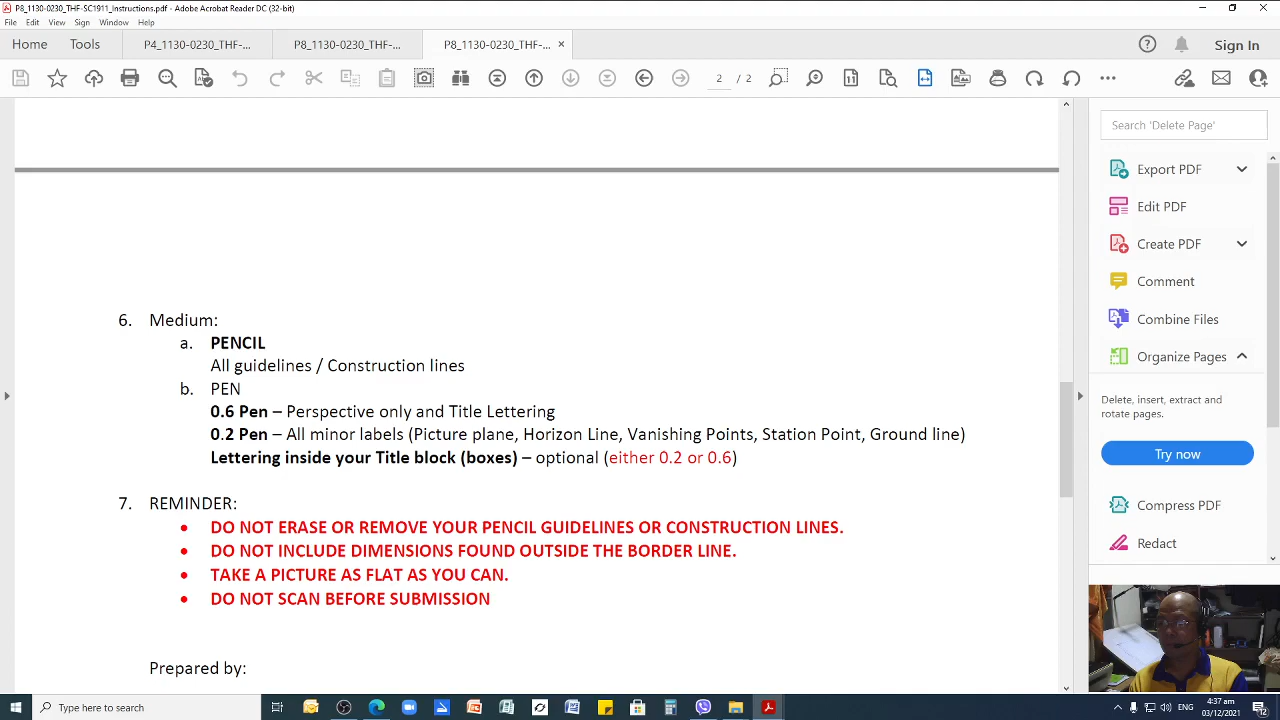 P8_1130-0230_THF-SC1911_Instructions.pdf - Adobe Acrobat Reader DC (32-bit)
File Edit View Sign Window Help
Home Tools P4_1130-0230_THF-... P8_1130-0230_THF-... P8_1130-0230_THF-... × Sign In
2 / 2
Search 'Delete Page'
Export PDF
Edit PDF
Create PDF
Comment
Combine Files
Organize Pages
Delete, insert, extract and
rotate pages.
Try now
Compress PDF
Redact
6. Medium:
a. PENCIL
All guidelines / Construction lines
b. PEN
0.6 Pen – Perspective only and Title Lettering
0.2 Pen – All minor labels (Picture plane, Horizon Line, Vanishing Points, Station Point, Ground line)
Lettering inside your Title block (boxes) – optional (either 0.2 or 0.6)
7. REMINDER:
• DO NOT ERASE OR REMOVE YOUR PENCIL GUIDELINES OR CONSTRUCTION LINES.
• DO NOT INCLUDE DIMENSIONS FOUND OUTSIDE THE BORDER LINE.
• TAKE A PICTURE AS FLAT AS YOU CAN.
• DO NOT SCAN BEFORE SUBMISSION
Prepared by:
Type here to search
4:37 pm
03/12/2021
12